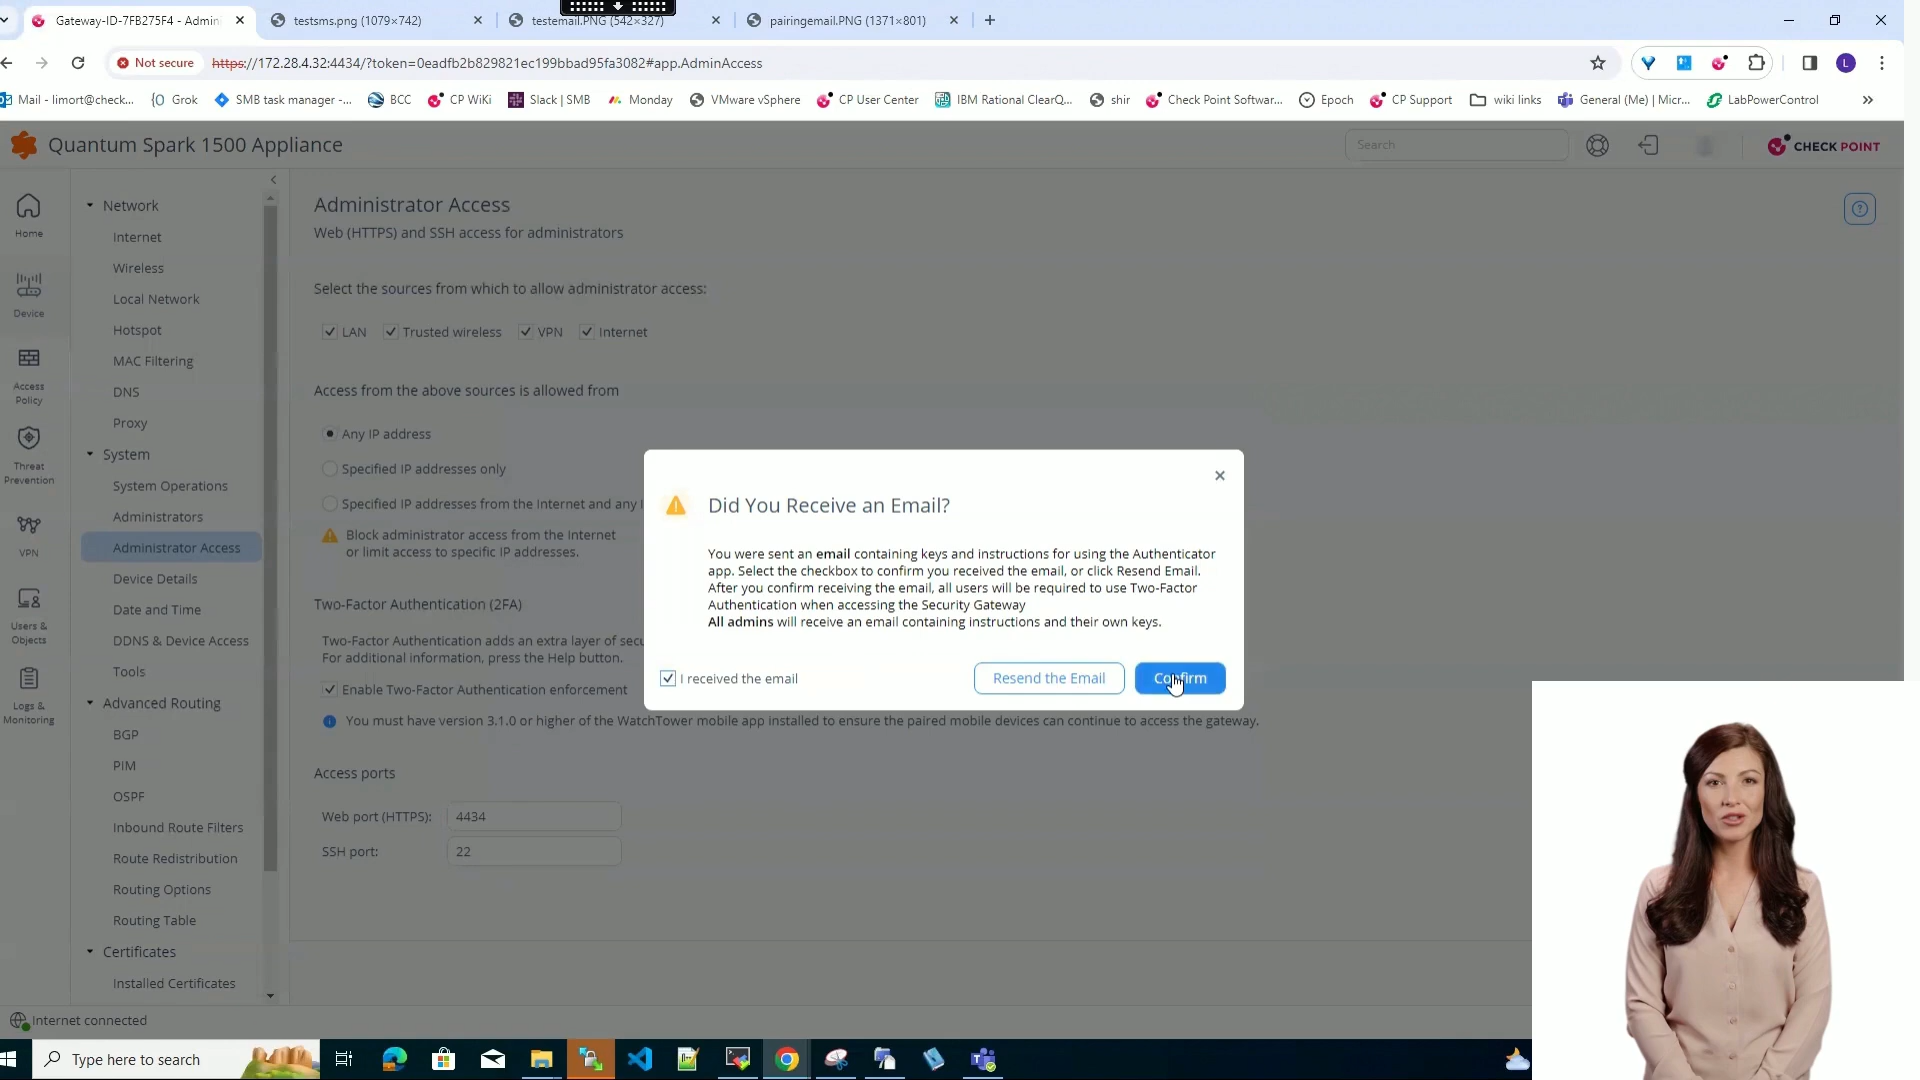 Gateway-ID-7FB275F4 - Admin
testsms.png (1079×742)
testemail.PNG (542×327)
pairingemail.PNG (1371×801)
Not secure
https://172.28.4.32:4434/?token=0eadfb2b829821ec199bbad95fa3082#app.AdminAccess
L
Mail - limort@check...
Grok
SMB task manager -...
BCC
CP WiKi
Slack | SMB
Monday
VMware vSphere
CP User Center
IBM Rational ClearQ...
shir
Check Point Softwar...
Epoch
CP Support
wiki links
General (Me) | Micr...
LabPowerControl
Quantum Spark 1500 Appliance
Search
CHECK POINT
Home
Device
Access
Policy
Threat
Prevention
VPN
Users &
Objects
Logs &
Monitoring
Network
Internet
Wireless
Local Network
Hotspot
MAC Filtering
DNS
Proxy
System
System Operations
Administrators
Administrator Access
Device Details
Date and Time
DDNS & Device Access
Tools
Advanced Routing
BGP
PIM
OSPF
Inbound Route Filters
Route Redistribution
Routing Options
Routing Table
Certificates
Installed Certificates
Administrator Access
Web (HTTPS) and SSH access for administrators
Select the sources from which to allow administrator access:
LAN
Trusted wireless
VPN
Internet
Access from the above sources is allowed from
Any IP address
Specified IP addresses only
Specified IP addresses from the Internet and any I
Block administrator access from the Internet
or limit access to specific IP addresses.
Two-Factor Authentication (2FA)
Two-Factor Authentication adds an extra layer of secu
For additional information, press the Help button.
Enable Two-Factor Authentication enforcement
You must have version 3.1.0 or higher of the WatchTower mobile app installed to ensure the paired mobile devices can continue to access the gateway.
Access ports
Web port (HTTPS): 4434
SSH port: 22
Did You Receive an Email?
You were sent an email containing keys and instructions for using the Authenticator
app. Select the checkbox to confirm you received the email, or click Resend Email.
After you confirm receiving the email, all users will be required to use Two-Factor
Authentication when accessing the Security Gateway
All admins will receive an email containing instructions and their own keys.
I received the email
Resend the Email
Confirm
Internet connected
Type here to search